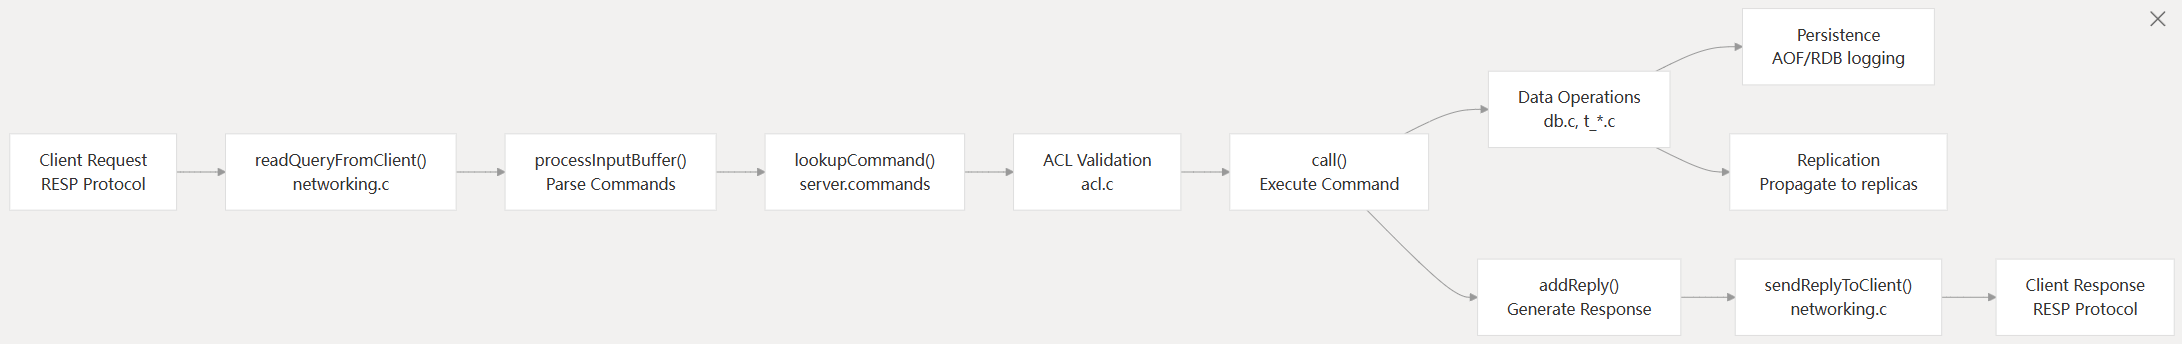 Client Request
RESP Protocol
readQueryFromClient()
networking.c
processInputBuffer()
Parse Commands
lookupCommand()
server.commands
ACL Validation
acl.c
call()
Execute Command
Data Operations
db.c, t_*.c
Persistence
AOF/RDB logging
Replication
Propagate to replicas
addReply()
Generate Response
sendReplyToClient()
networking.c
Client Response
RESP Protocol